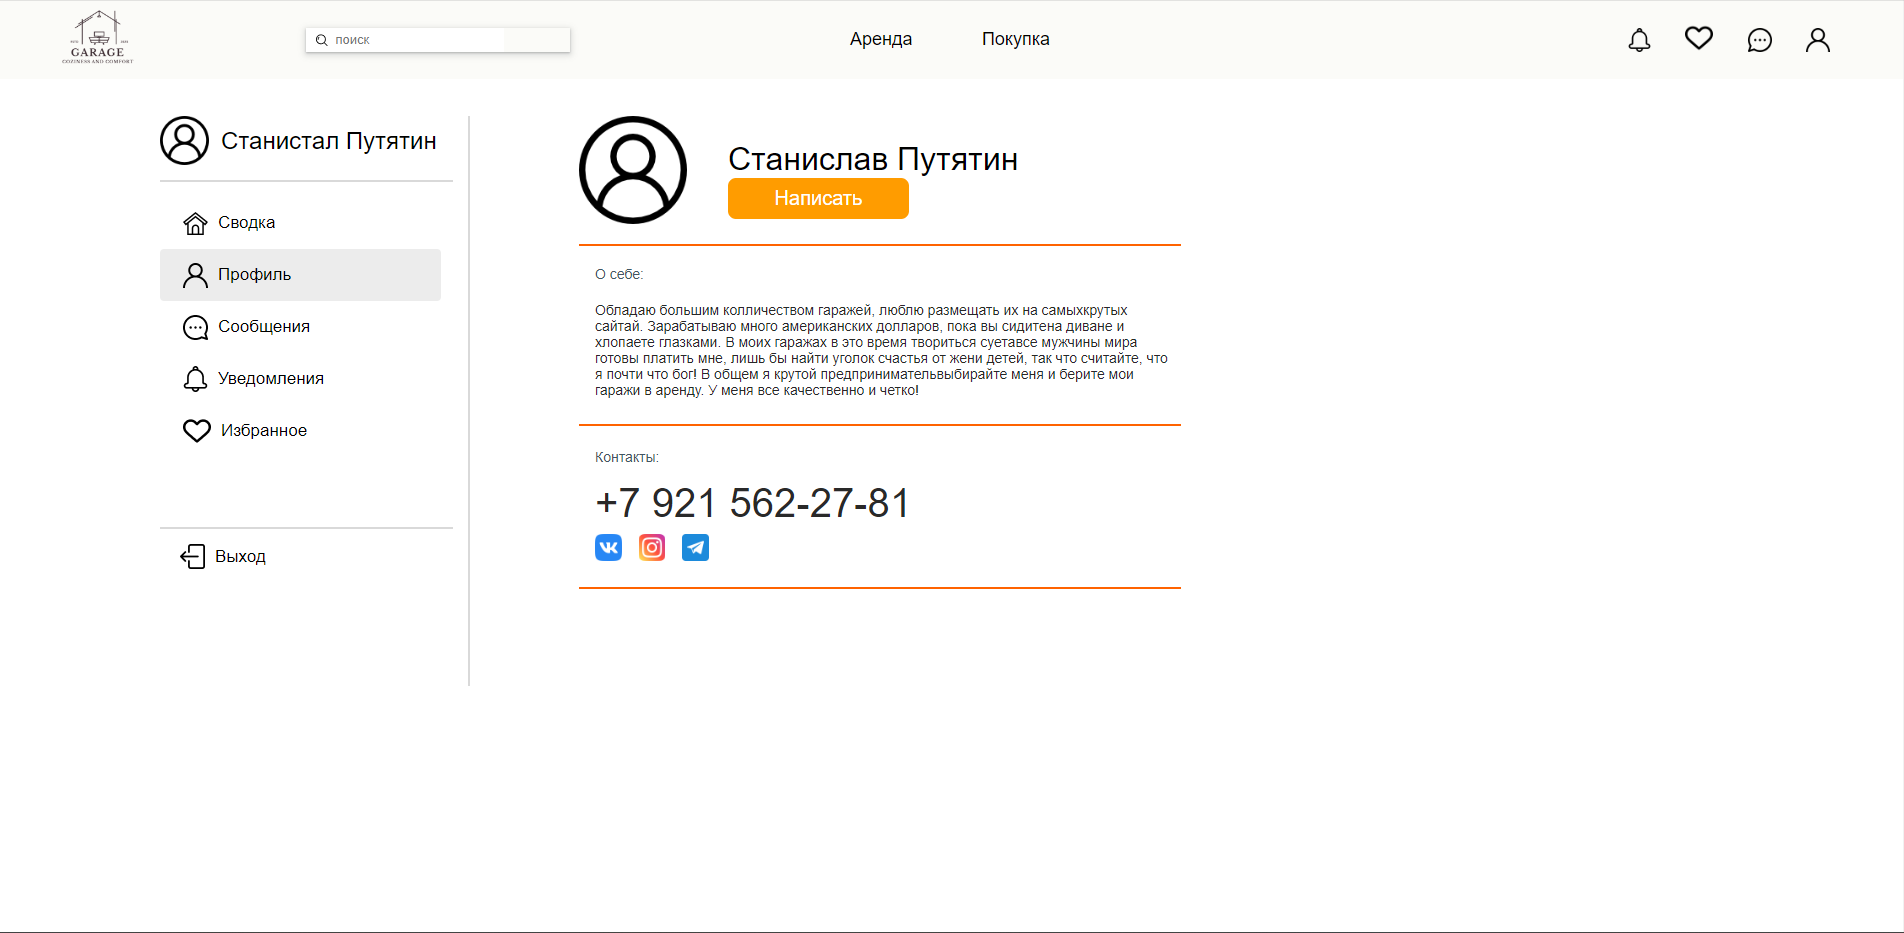 GARAGE
COZINESS AND COMFORT
поиск
Аренда
Покупка
Станистал Путятин
Сводка
Профиль
Сообщения
Уведомления
Избранное
Выход
Станислав Путятин
Написать
О себе:
Обладаю большим колличеством гаражей, люблю размещать их на самыхкрутых
сайтай. Зарабатываю много американских долларов, пока вы сидитена диване и
хлопаете глазками. В моих гаражах в это время твориться суетавсе мужчины мира
готовы платить мне, лишь бы найти уголок счастья от жени детей, так что считайте, что
я почти что бог! В общем я крутой предпринимательвыбирайте меня и берите мои
гаражи в аренду. У меня все качественно и четко!
Контакты:
+7 921 562-27-81